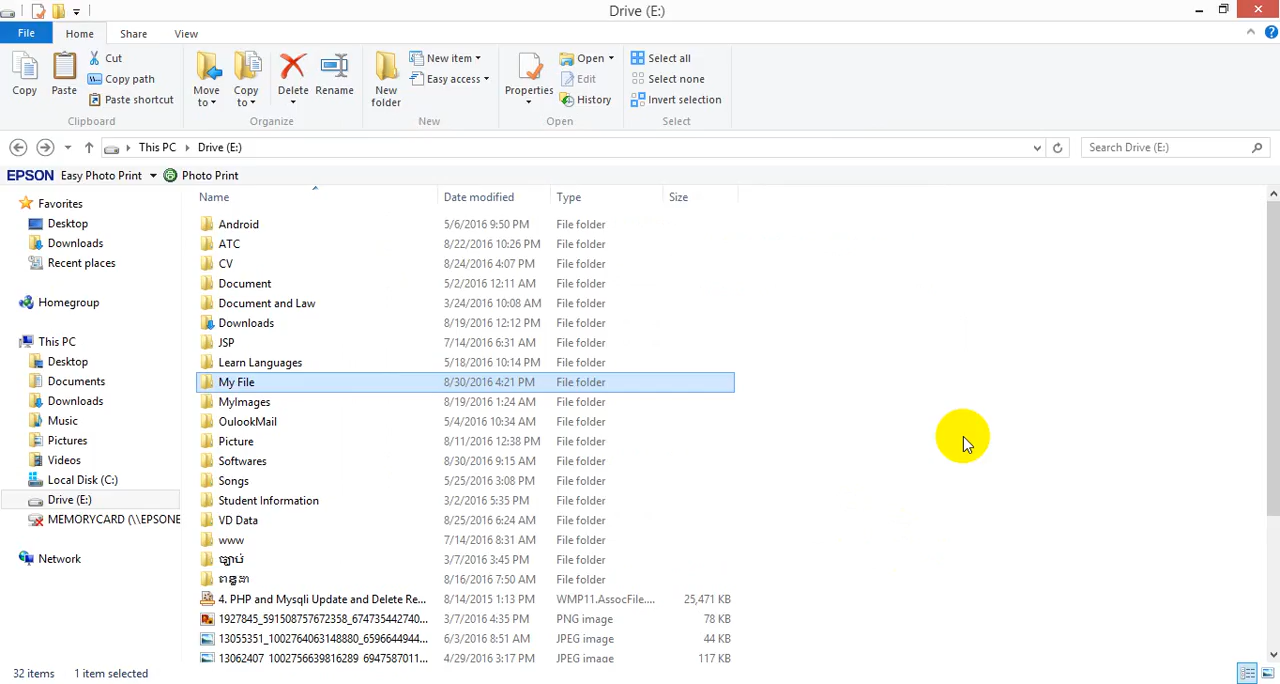 Drive (E:)
File Home Share View
Copy Paste Cut Copy path Paste shortcut Clipboard
Move to Copy to Delete Rename Organize
New folder New item Easy access New
Properties Open Edit History Open
Select all Select none Invert selection Select
This PC Drive (E:) Search Drive (E:)
EPSON Easy Photo Print Photo Print
Favorites
Desktop
Downloads
Recent places
Homegroup
This PC
Desktop
Documents
Downloads
Music
Pictures
Videos
Local Disk (C:)
Drive (E:)
MEMORYCARD (\\EPSONE
Network
Name Date modified Type Size
Android 5/6/2016 9:50 PM File folder
ATC 8/22/2016 10:26 PM File folder
CV 8/24/2016 4:07 PM File folder
Document 5/2/2016 12:11 AM File folder
Document and Law 3/24/2016 10:08 AM File folder
Downloads 8/19/2016 12:12 PM File folder
JSP 7/14/2016 6:31 AM File folder
Learn Languages 5/18/2016 10:14 PM File folder
My File 8/30/2016 4:21 PM File folder
MyImages 8/19/2016 1:24 AM File folder
OulookMail 5/4/2016 10:34 AM File folder
Picture 8/11/2016 12:38 PM File folder
Softwares 8/30/2016 9:15 AM File folder
Songs 5/25/2016 3:08 PM File folder
Student Information 3/2/2016 5:35 PM File folder
VD Data 8/25/2016 6:24 AM File folder
www 7/14/2016 8:31 AM File folder
ច្បាប់ 3/7/2016 3:45 PM File folder
8/16/2016 7:50 AM File folder
4. PHP and Mysqli Update and Delete Re... 8/14/2015 1:13 PM WMP11.AssocFile.... 25,471 KB
1927845_591508757672358_674735442740... 3/7/2016 4:35 PM PNG image 78 KB
13055351_1002764063148880_6596644944... 6/3/2016 8:51 AM JPEG image 44 KB
13062407_1002756639816289_6947587011... 4/29/2016 3:17 PM JPEG image 117 KB
32 items 1 item selected